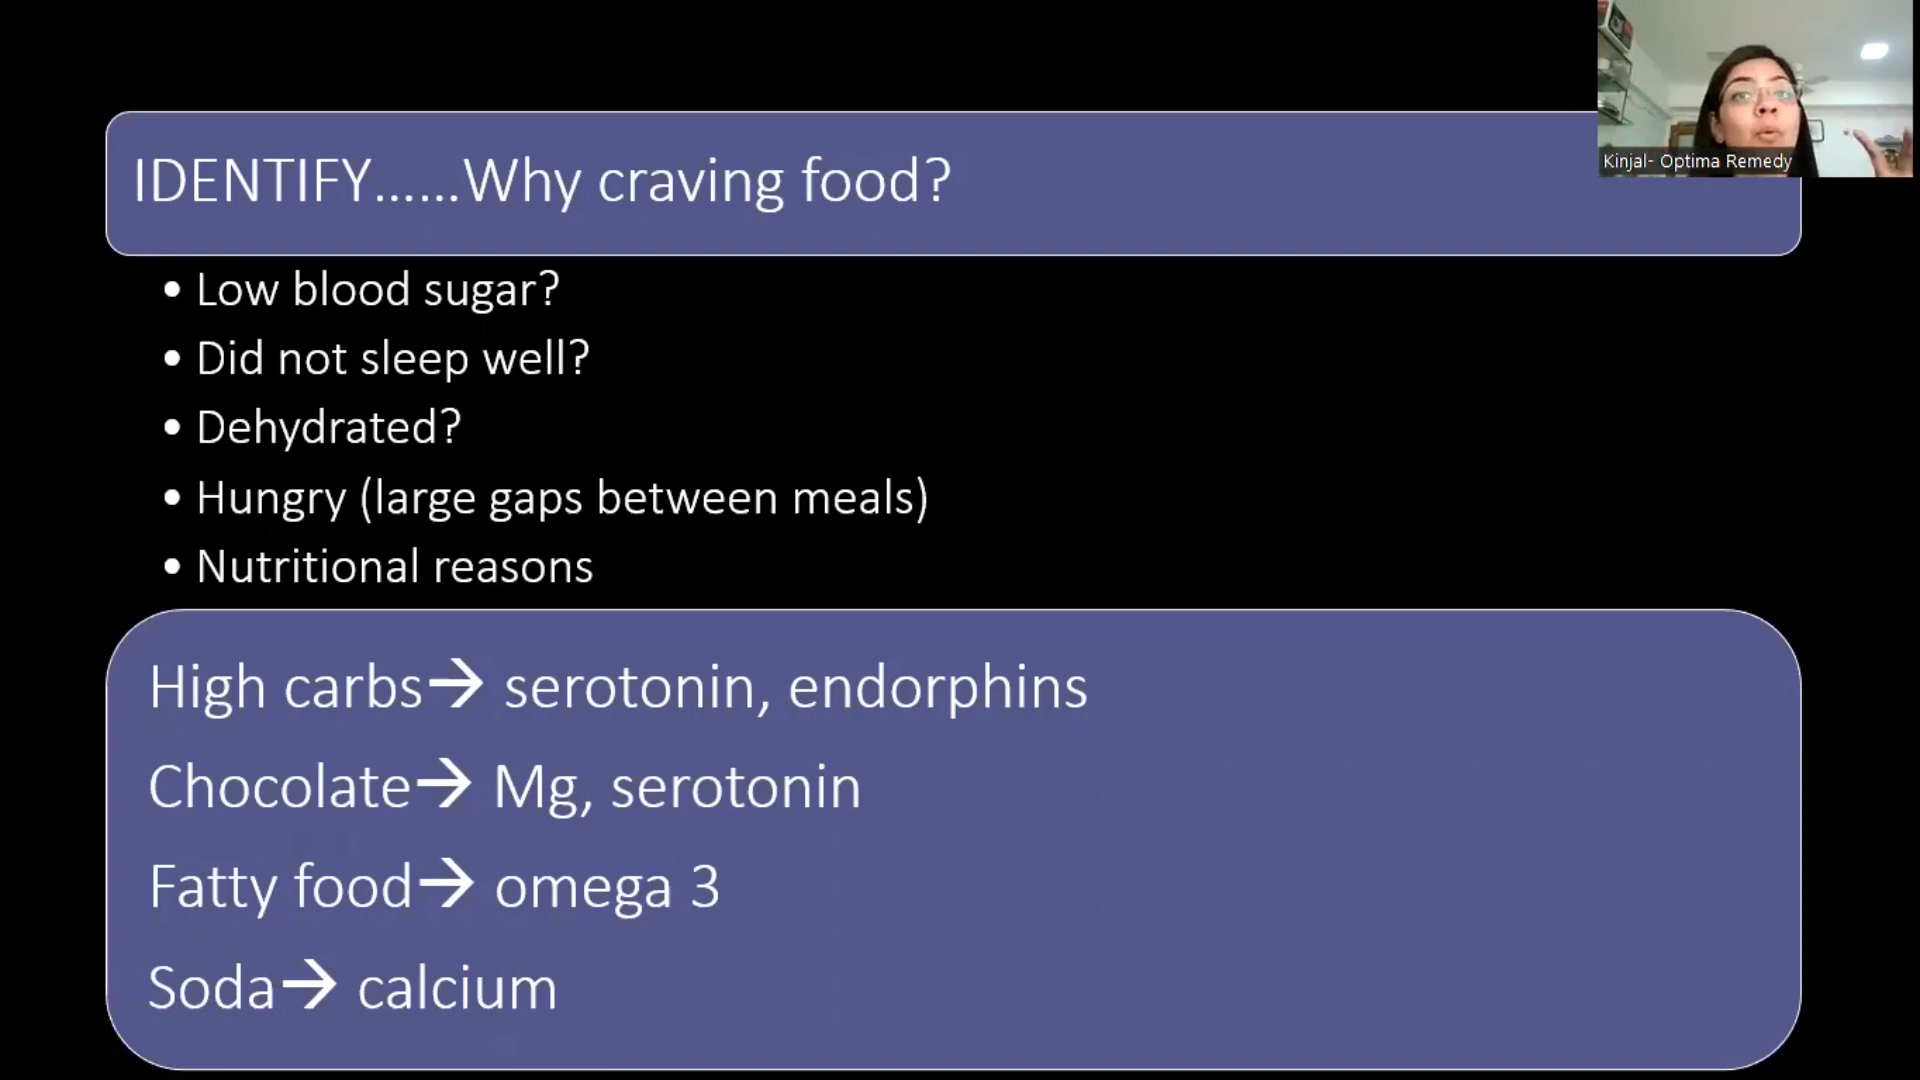 Kinjal- Optima Remedy
IDENTIFY......Why craving food?
• Low blood sugar?
• Did not sleep well?
• Dehydrated?
• Hungry (large gaps between meals)
• Nutritional reasons
High carbs→ serotonin, endorphins
Chocolate→ Mg, serotonin
Fatty food→ omega 3
Soda→ calcium